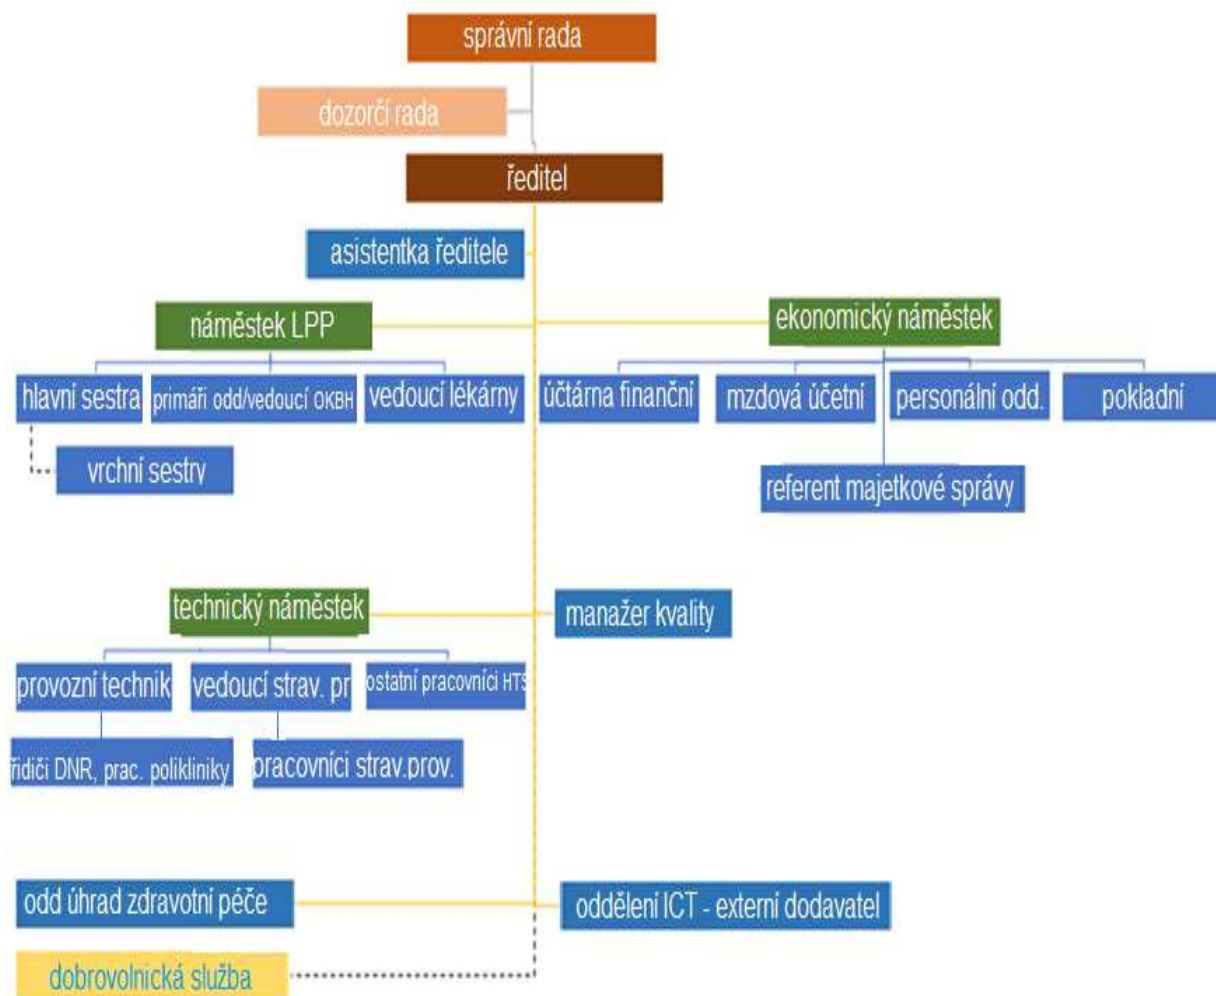 správní rada
dozorčí rada
ředitel
asistentka ředitele
náměstek LPP
ekonomický náměstek
hlavní sestra
primáři odd/vedoucí OKBH
vedoucí lékárny
účtárna finanční
mzdová účetní
personální odd.
pokladní
vrchní sestry
referent majetkové správy
technický náměstek
manažer kvality
provozní technik
vedoucí strav. pr
ostatní pracovníci HTS
řidiči DNR, prac. polikliniky
pracovníci strav.prov.
odd úhrad zdravotní péče
oddělení ICT - externí dodavatel
dobrovolnická služba